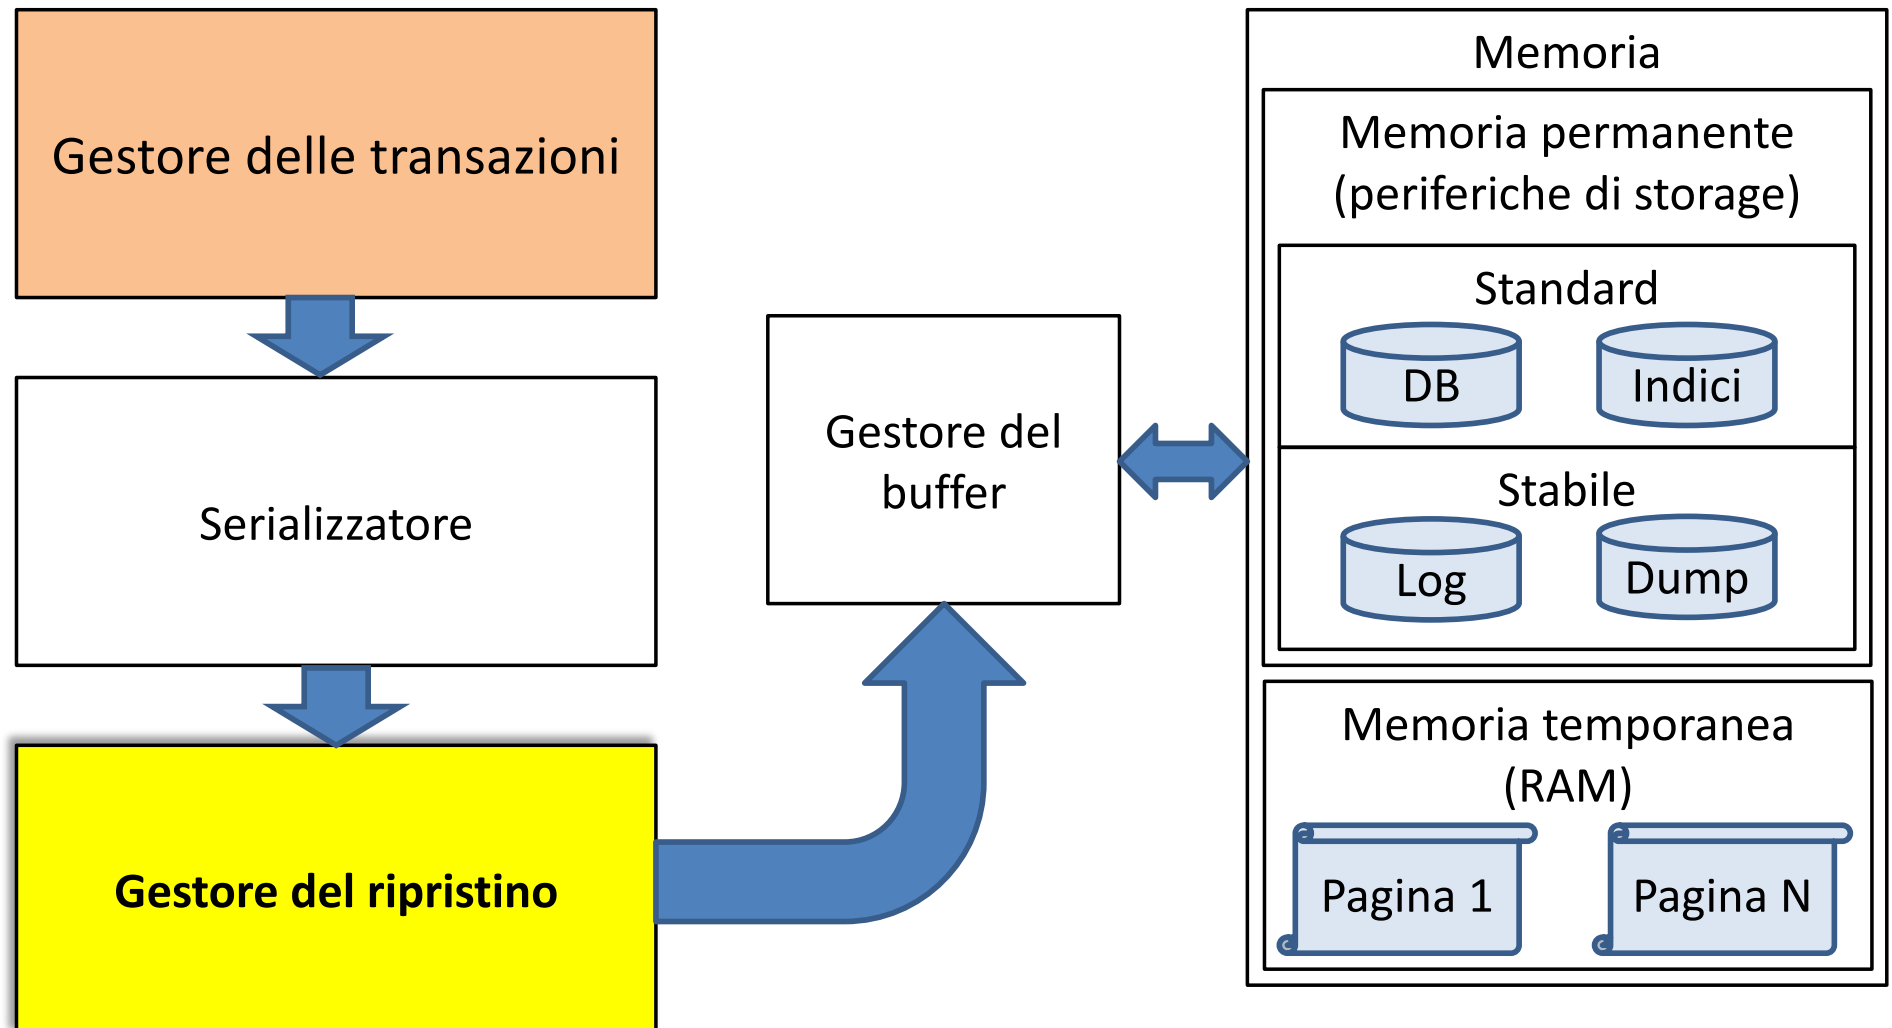 Gestore delle transazioni
Serializzatore
Gestore del ripristino
Gestore del
buffer
Memoria
Memoria permanente
(periferiche di storage)
Standard
DB
Indici
Stabile
Log
Dump
Memoria temporanea
(RAM)
Pagina 1
Pagina N